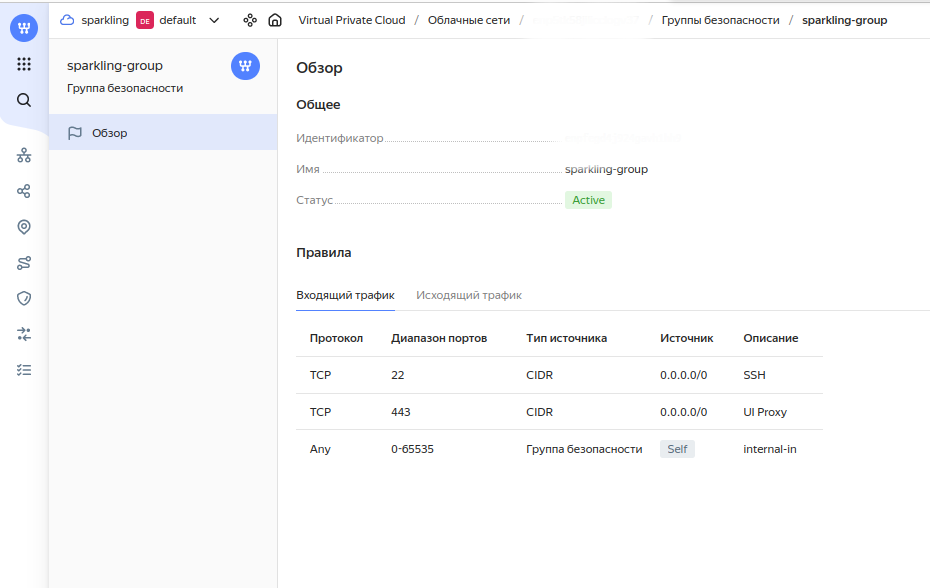 sparkling DE default Virtual Private Cloud / Облачные сети / / Группы безопасности / sparkling-group
sparkling-group
Группа безопасности
Обзор
Обзор
Общее
Идентификатор
Имя sparkling-group
Статус Active
Правила
Входящий трафик Исходящий трафик
Протокол Диапазон портов Тип источника Источник Описание
TCP 22 CIDR 0.0.0.0/0 SSH
TCP 443 CIDR 0.0.0.0/0 UI Proxy
Any 0-65535 Группа безопасности Self internal-in